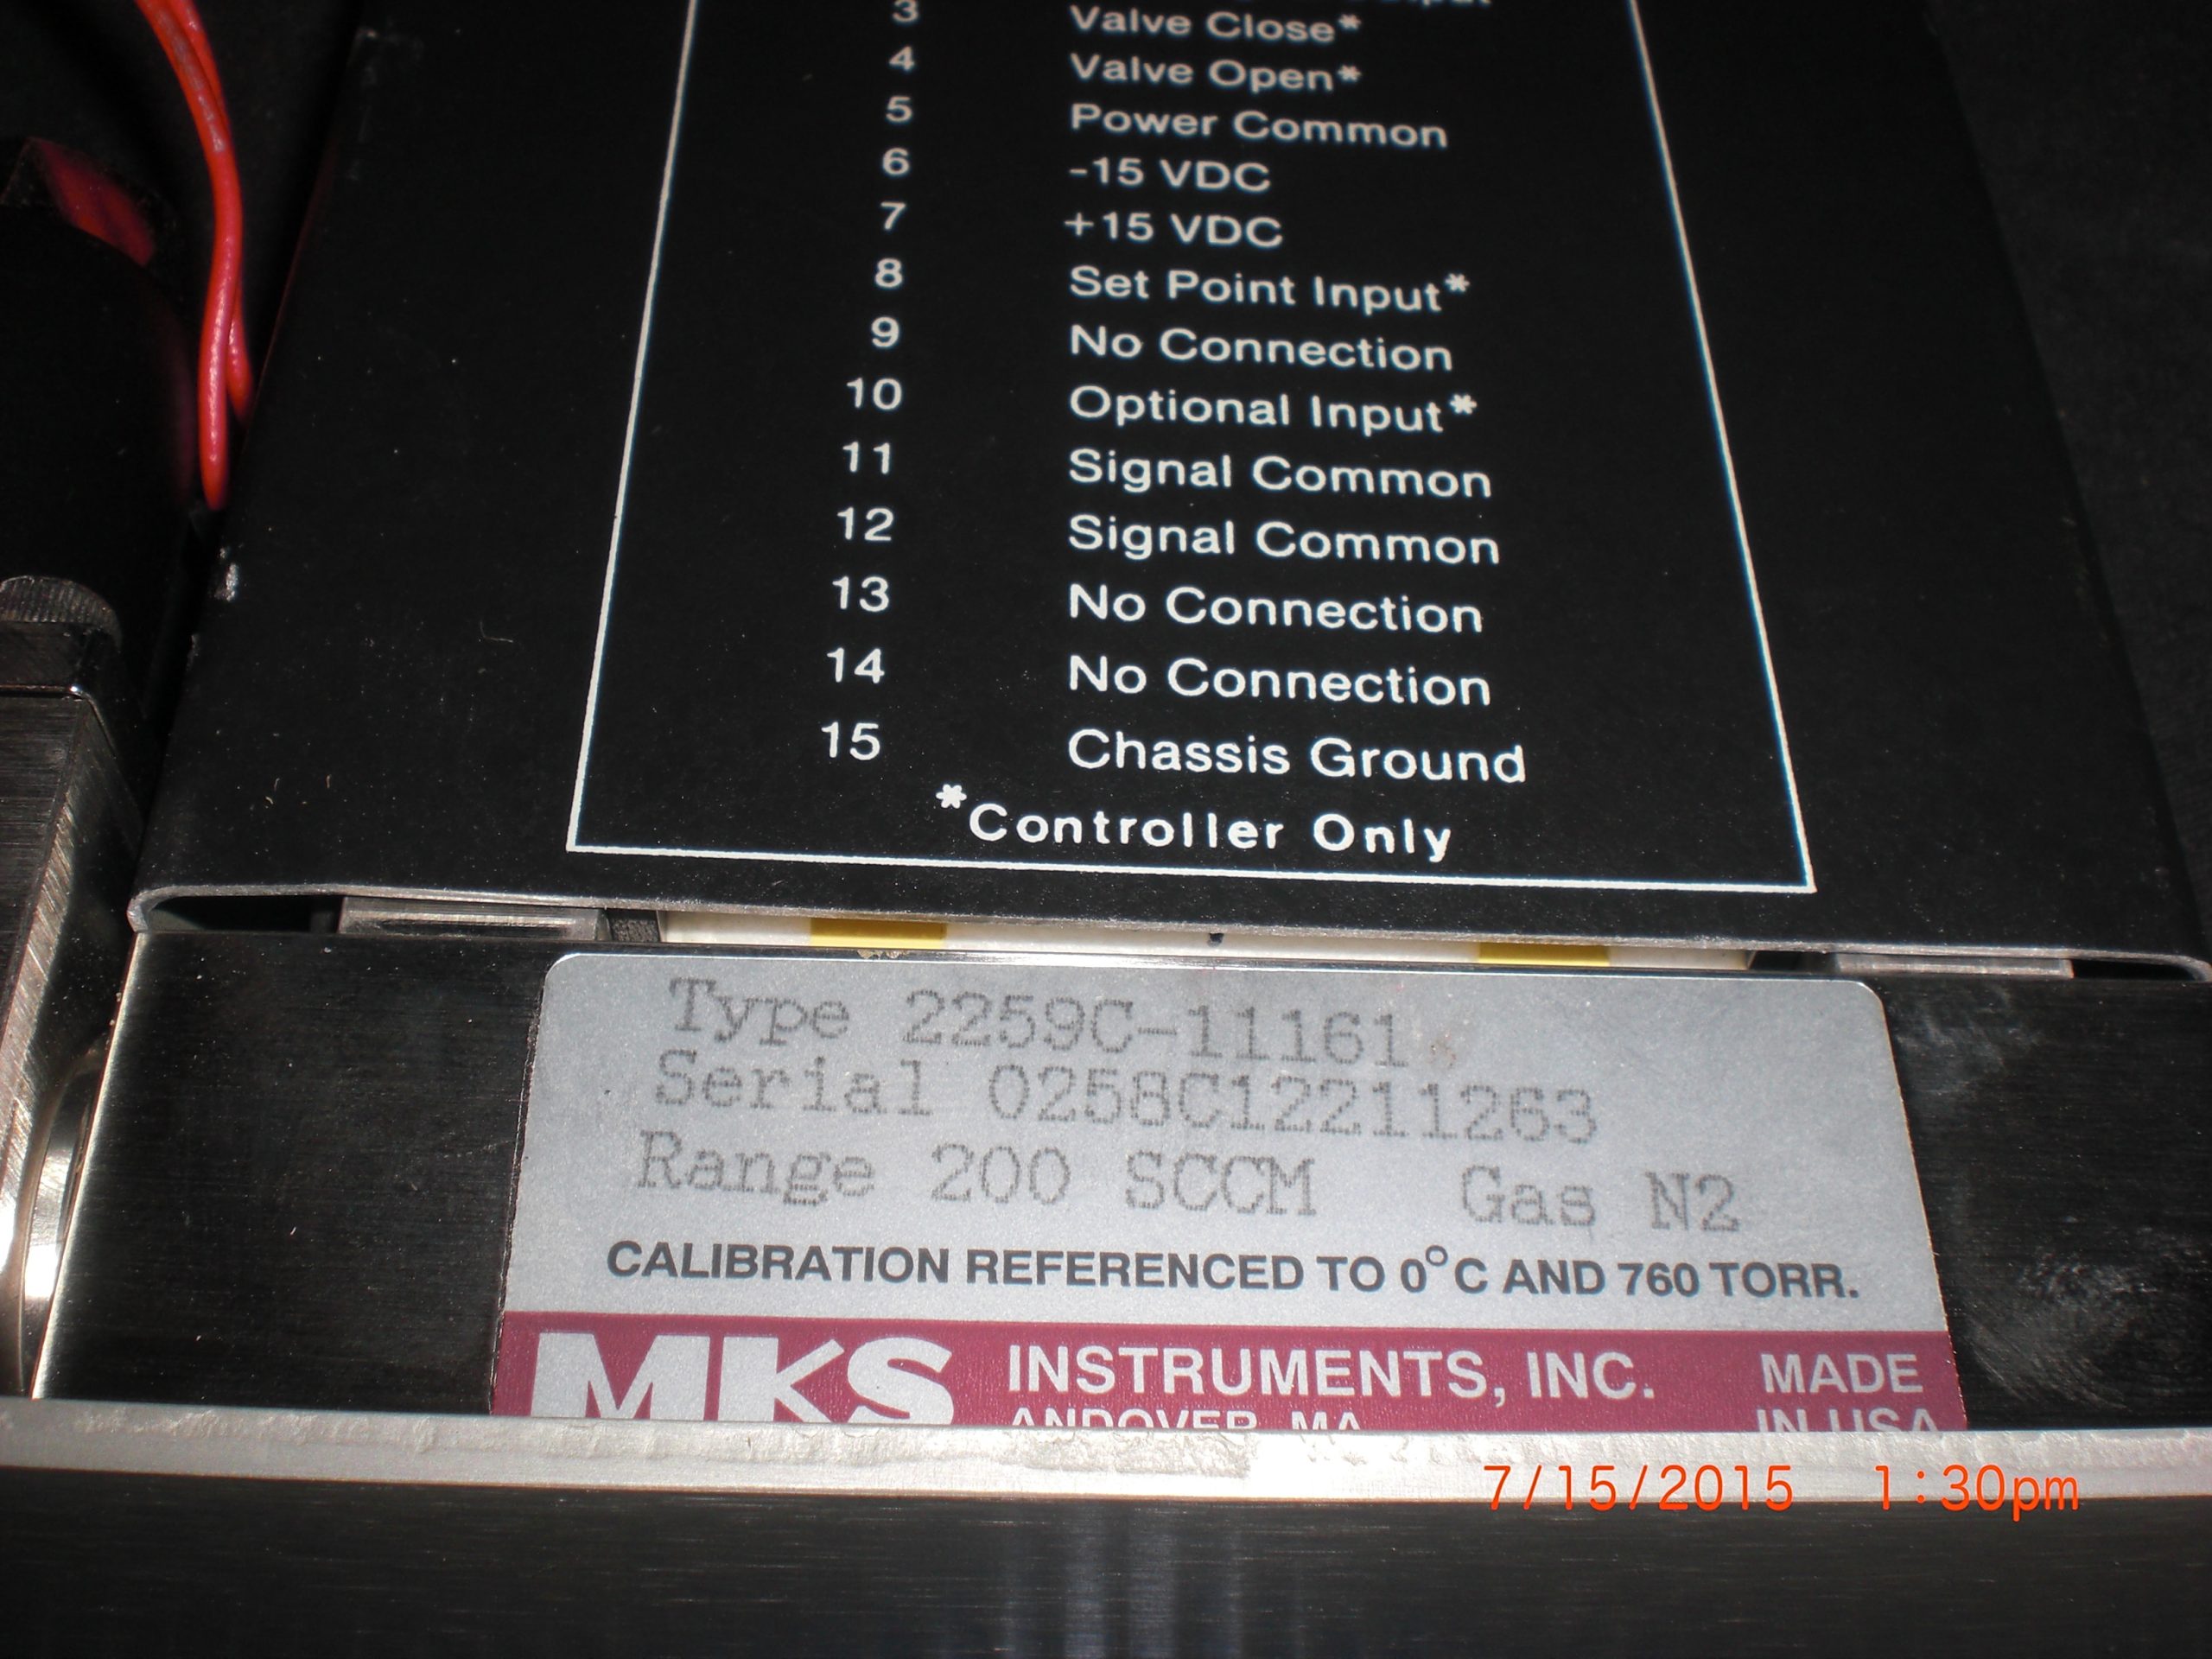 3 Valve Close*
4 Valve Open*
5 Power Common
6 -15 VDC
7 +15 VDC
8 Set Point Input*
9 No Connection
10 Optional Input*
11 Signal Common
12 Signal Common
13 No Connection
14 No Connection
15 Chassis Ground
*Controller Only
Type 2259C-11161
Serial 0258C12211263
Range 200 SCCM Gas N2
CALIBRATION REFERENCED TO 0°C AND 760 TORR.
MKS INSTRUMENTS, INC. MADE
ANDOVER, MA IN USA
7/15/2015 1:30pm